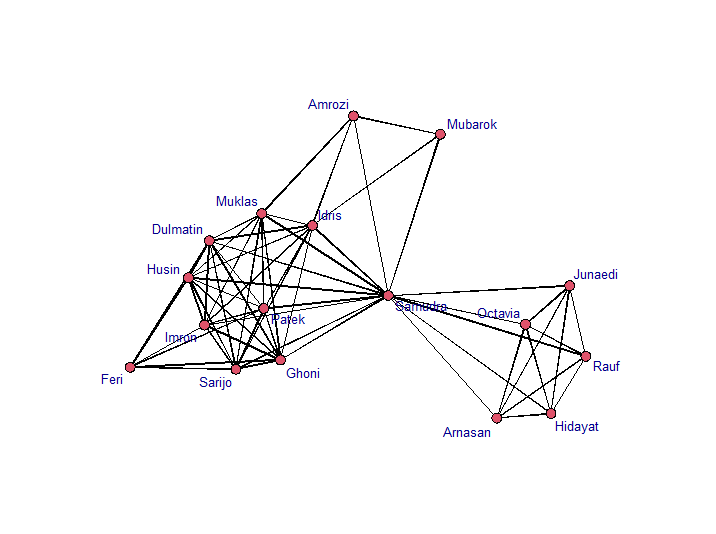 Amrozi
Mubarok
Muklas
Idris
Dulmatin
Husin
Junaedi
Samudra
Octavia
Patek
Imron
Rauf
Feri
Sarijo
Ghoni
Arnasan
Hidayat